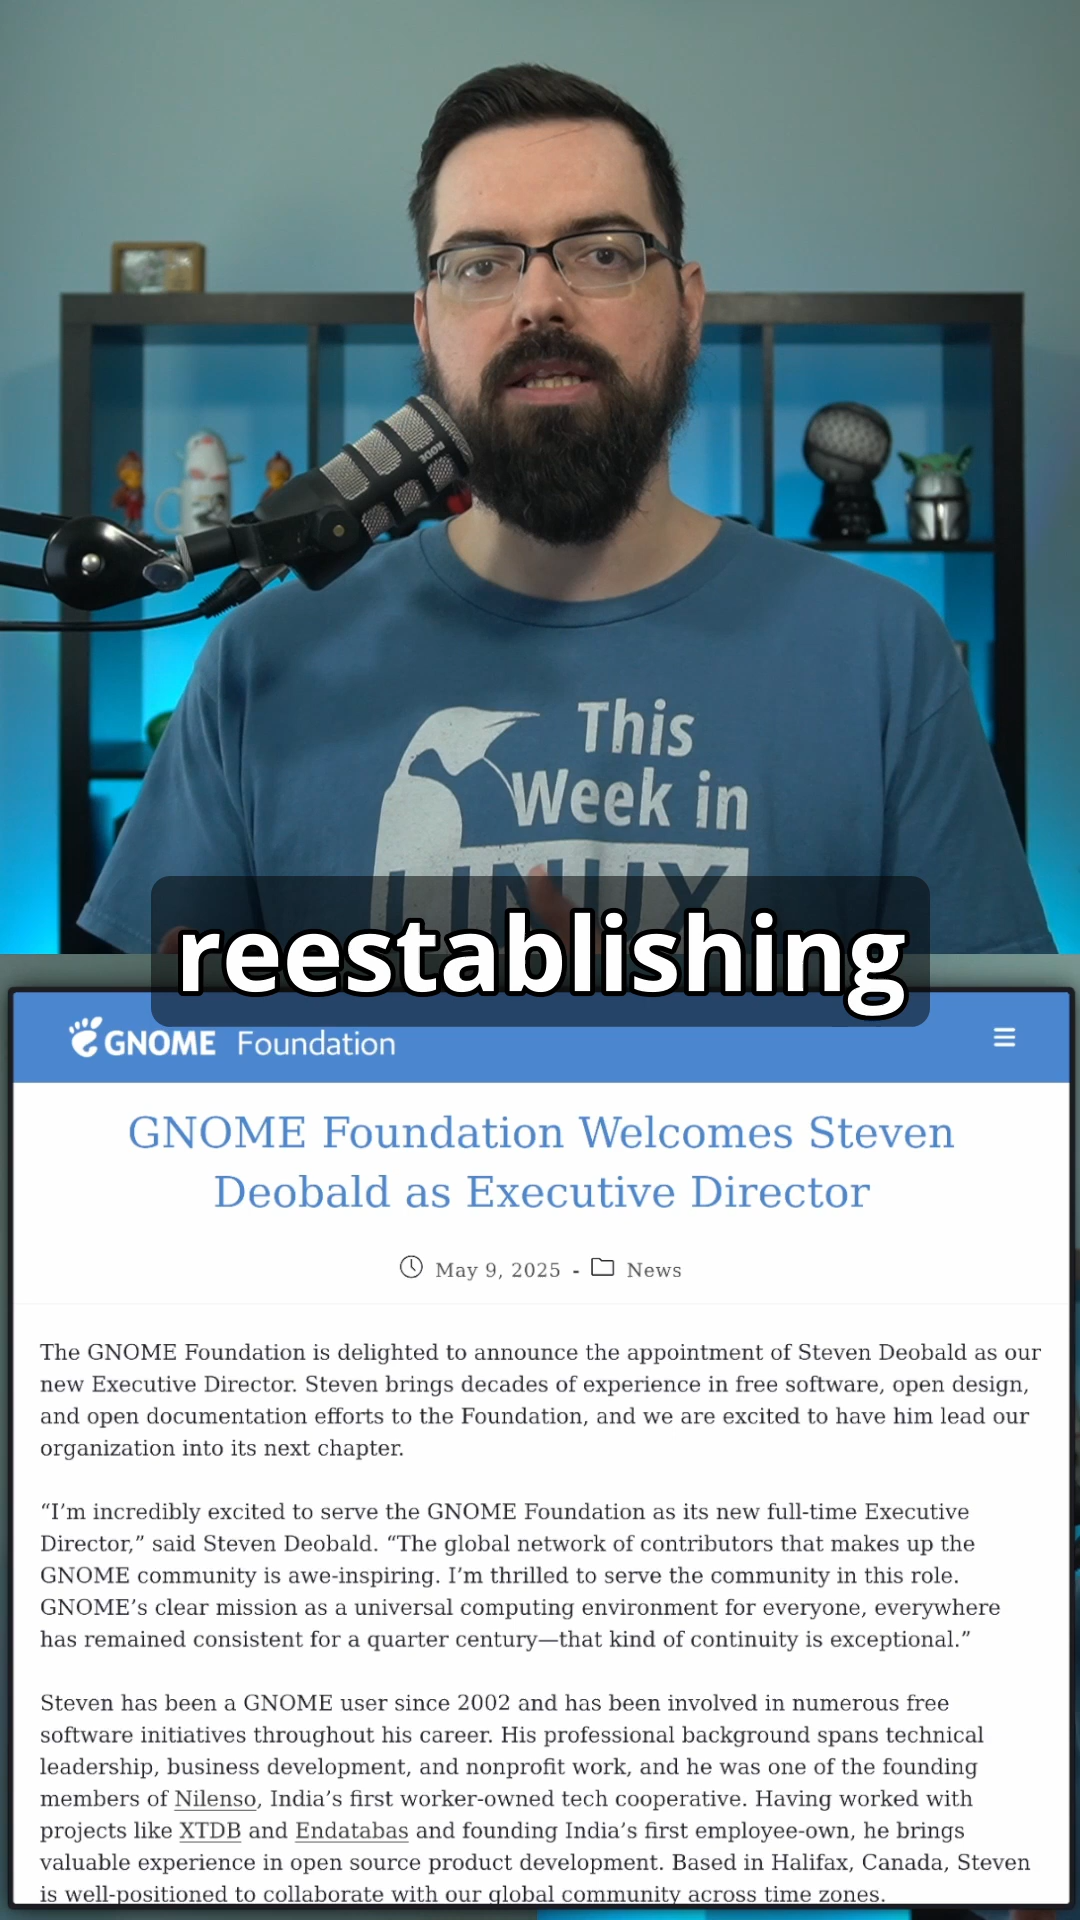 RODE
This
Week in
LINUX
reestablishing
GNOME Foundation
GNOME Foundation Welcomes Steven
Deobald as Executive Director
May 9, 2025 - News
The GNOME Foundation is delighted to announce the appointment of Steven Deobald as our
new Executive Director. Steven brings decades of experience in free software, open design,
and open documentation efforts to the Foundation, and we are excited to have him lead our
organization into its next chapter.
“I’m incredibly excited to serve the GNOME Foundation as its new full-time Executive
Director,” said Steven Deobald. “The global network of contributors that makes up the
GNOME community is awe-inspiring. I’m thrilled to serve the community in this role.
GNOME’s clear mission as a universal computing environment for everyone, everywhere
has remained consistent for a quarter century—that kind of continuity is exceptional.”
Steven has been a GNOME user since 2002 and has been involved in numerous free
software initiatives throughout his career. His professional background spans technical
leadership, business development, and nonprofit work, and he was one of the founding
members of Nilenso, India’s first worker-owned tech cooperative. Having worked with
projects like XTDB and Endatabas and founding India’s first employee-own, he brings
valuable experience in open source product development. Based in Halifax, Canada, Steven
is well-positioned to collaborate with our global community across time zones.